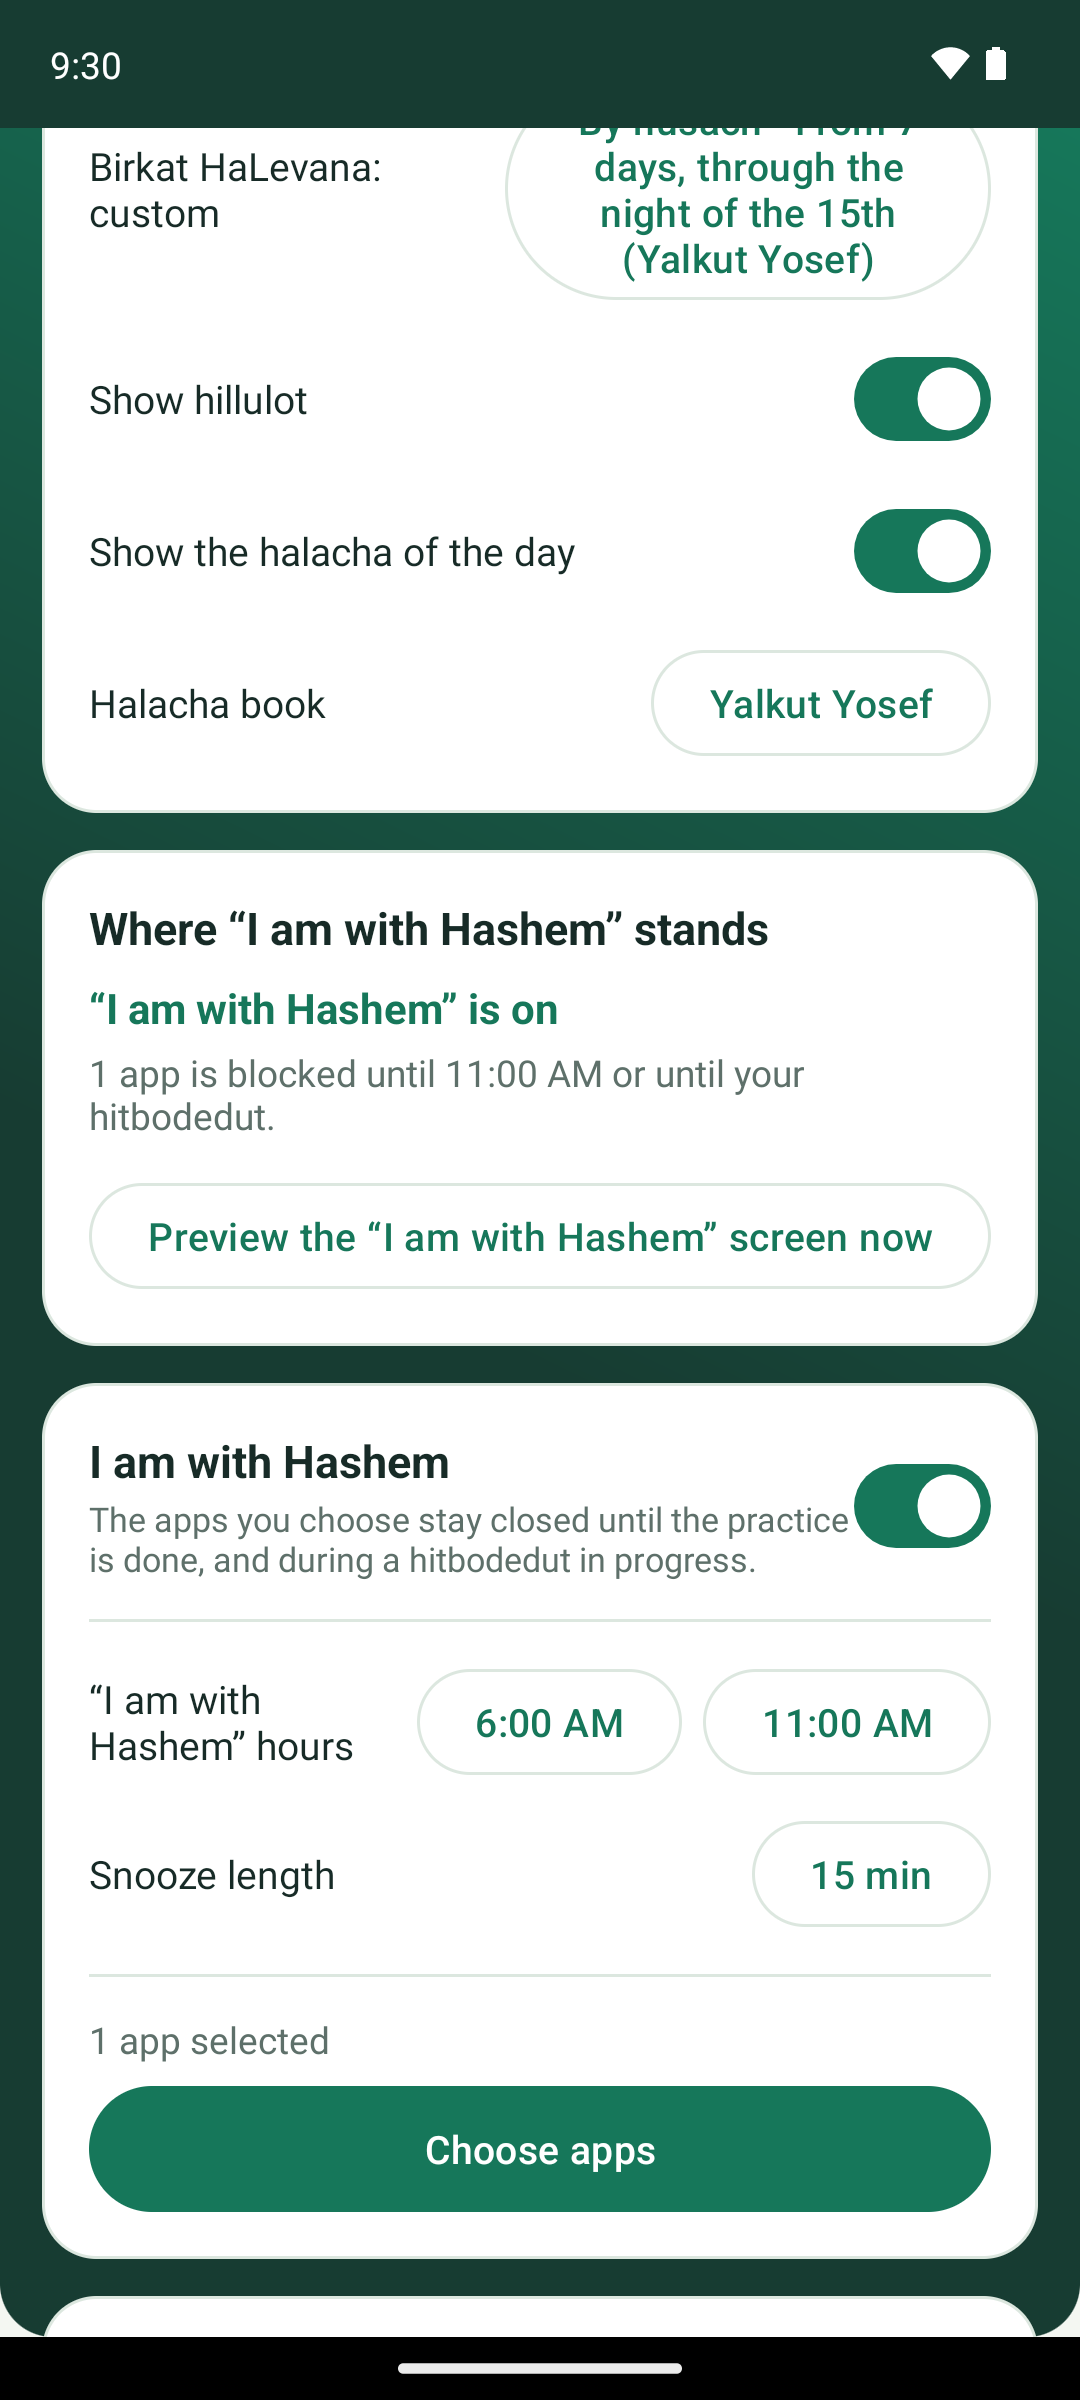 9:30
Birkat HaLevana:
custom
days, through the
night of the 15th
(Yalkut Yosef)
Show hillulot
Show the halacha of the day
Halacha book
Yalkut Yosef
Where “I am with Hashem” stands
“I am with Hashem” is on
1 app is blocked until 11:00 AM or until your
hitbodedut.
Preview the “I am with Hashem” screen now
I am with Hashem
The apps you choose stay closed until the practice
is done, and during a hitbodedut in progress.
“I am with
Hashem” hours
6:00 AM
11:00 AM
Snooze length
15 min
1 app selected
Choose apps